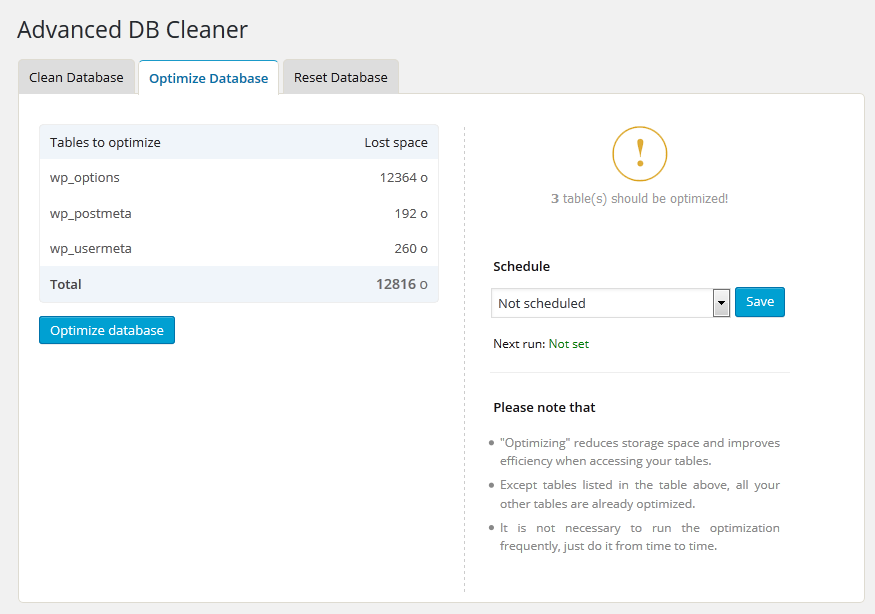 Advanced DB Cleaner
Clean Database
Optimize Database
Reset Database
Tables to optimize Lost space
wp_options 12364 o
wp_postmeta 192 o
wp_usermeta 260 o
Total 12816 o
Optimize database
!
3 table(s) should be optimized!
Schedule
Not scheduled
Save
Next run: Not set
Please note that
"Optimizing" reduces storage space and improves
efficiency when accessing your tables.
Except tables listed in the table above, all your
other tables are already optimized.
It is not necessary to run the optimization
frequently, just do it from time to time.